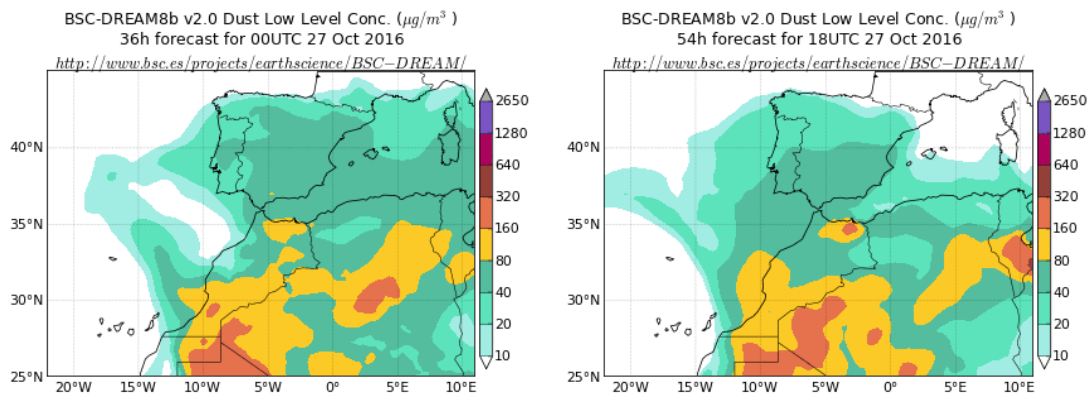 BSC-DREAM8b v2.0 Dust Low Level Conc. (μg/m³ )
36h forecast for 00UTC 27 Oct 2016
http://www.bsc.es/projects/earthscience/BSC−DREAM/
2650
1280
640
320
160
80
40
20
10
40°N
35°N
30°N
25°N
20°W
15°W
10°W
5°W
0°
5°E
10°E
BSC-DREAM8b v2.0 Dust Low Level Conc. (μg/m³ )
54h forecast for 18UTC 27 Oct 2016
http://www.bsc.es/projects/earthscience/BSC−DREAM/
2650
1280
640
320
160
80
40
20
10
40°N
35°N
30°N
25°N
20°W
15°W
10°W
5°W
0°
5°E
10°E